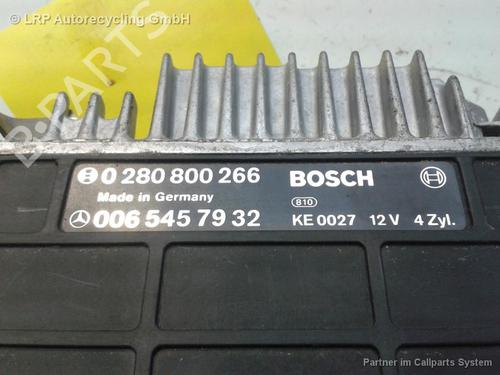 LRP Autorecycling GmbH
B-PARTS
0 280 800 266 BOSCH
Made in Germany
006 545 79 32 KE 0027 12 V 4 Zyl.
810
Partner im Callparts System